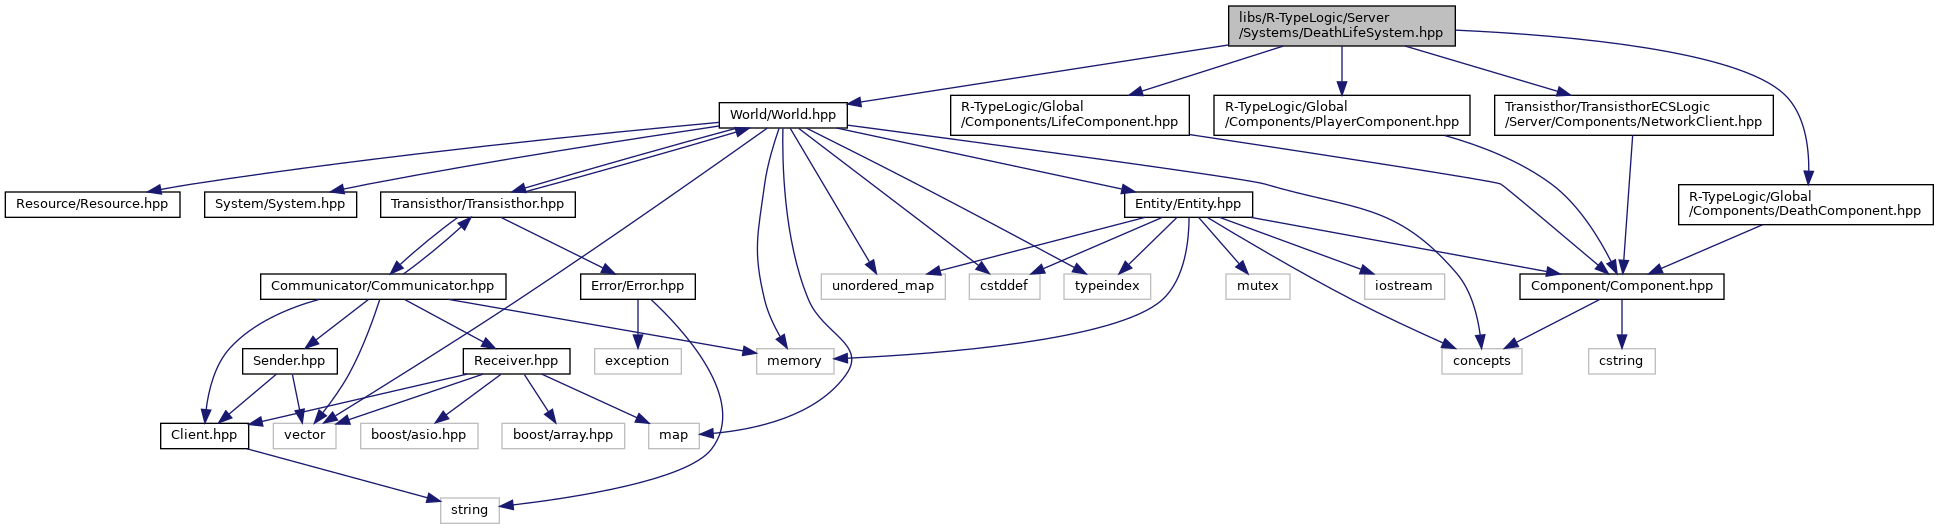 libs/R-TypeLogic/Server
/Systems/DeathLifeSystem.hpp
World/World.hpp
R-TypeLogic/Global
/Components/LifeComponent.hpp
R-TypeLogic/Global
/Components/PlayerComponent.hpp
Transisthor/TransisthorECSLogic
/Server/Components/NetworkClient.hpp
Resource/Resource.hpp
System/System.hpp
Transisthor/Transisthor.hpp
Entity/Entity.hpp
R-TypeLogic/Global
/Components/DeathComponent.hpp
Communicator/Communicator.hpp
Error/Error.hpp
unordered_map
cstddef
typeindex
mutex
iostream
Component/Component.hpp
Sender.hpp
Receiver.hpp
exception
memory
concepts
cstring
Client.hpp
vector
boost/asio.hpp
boost/array.hpp
map
string